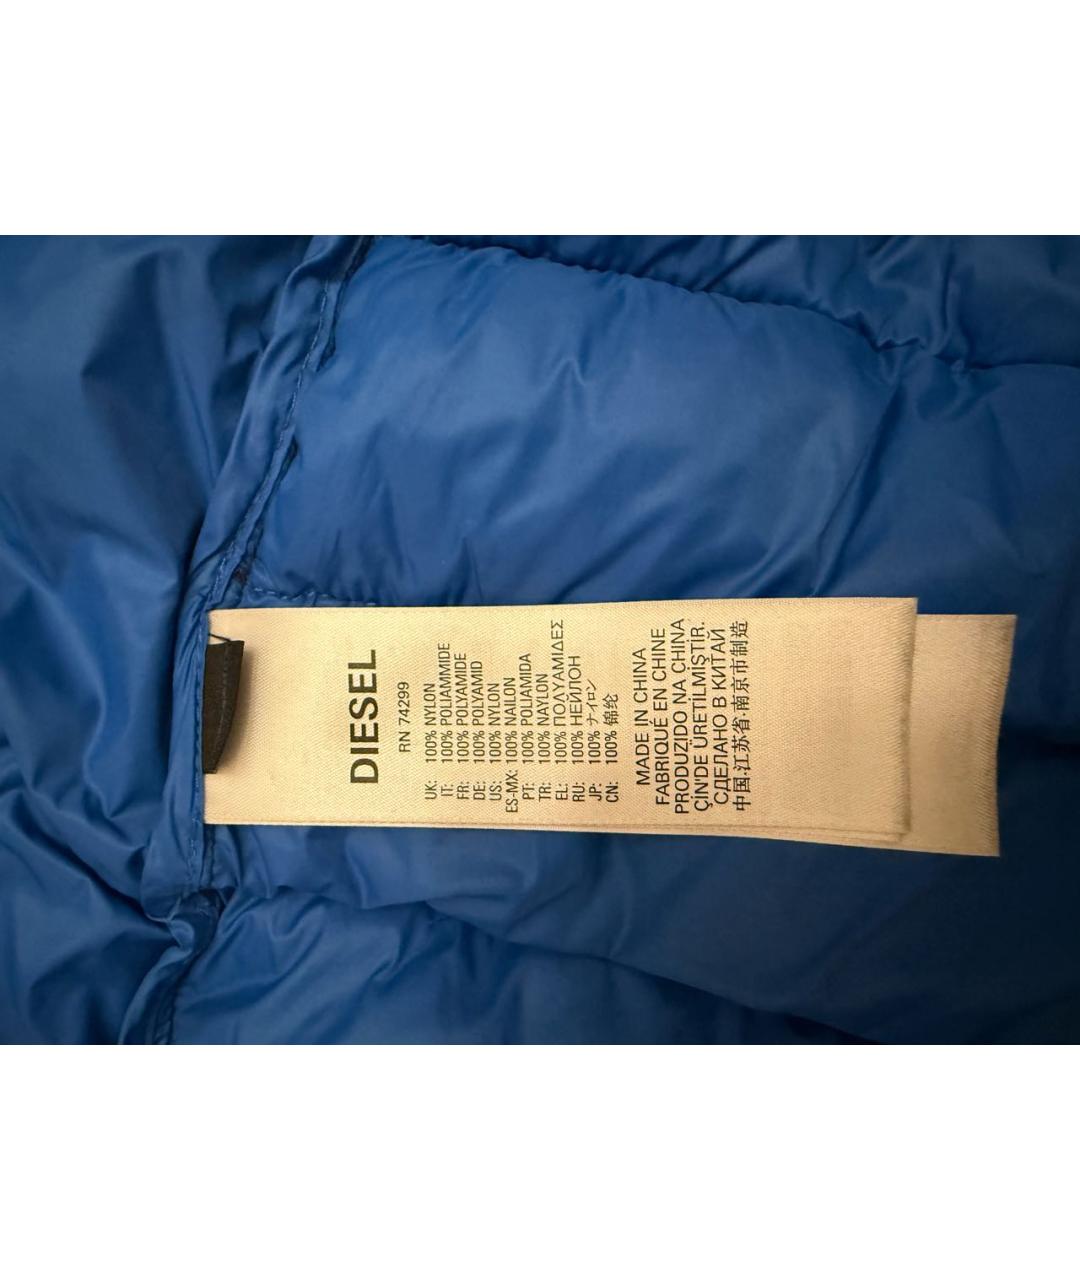 DIESEL
RN 74299
UK: 100% NYLON
IT: 100% POLIAMMIDE
FR: 100% POLYAMIDE
DE: 100% POLYAMID
US: 100% NYLON
ES-MX: 100% NAILON
PT: 100% POLIAMIDA
TR: 100% NAYLON
EL: 100% ΠΟΛΥΑΜΙΔΕΣ
RU: 100% НЕЙЛОН
JP: 100% ナイロン
CN: 100% 锦纶
MADE IN CHINA
FABRIQUÉ EN CHINE
PRODUZIDO NA CHINA
ÇİN'DE ÜRETİLMİŞTİR.
СДЕЛАНО В КИТАЙ
中国·江苏省·南京市制造